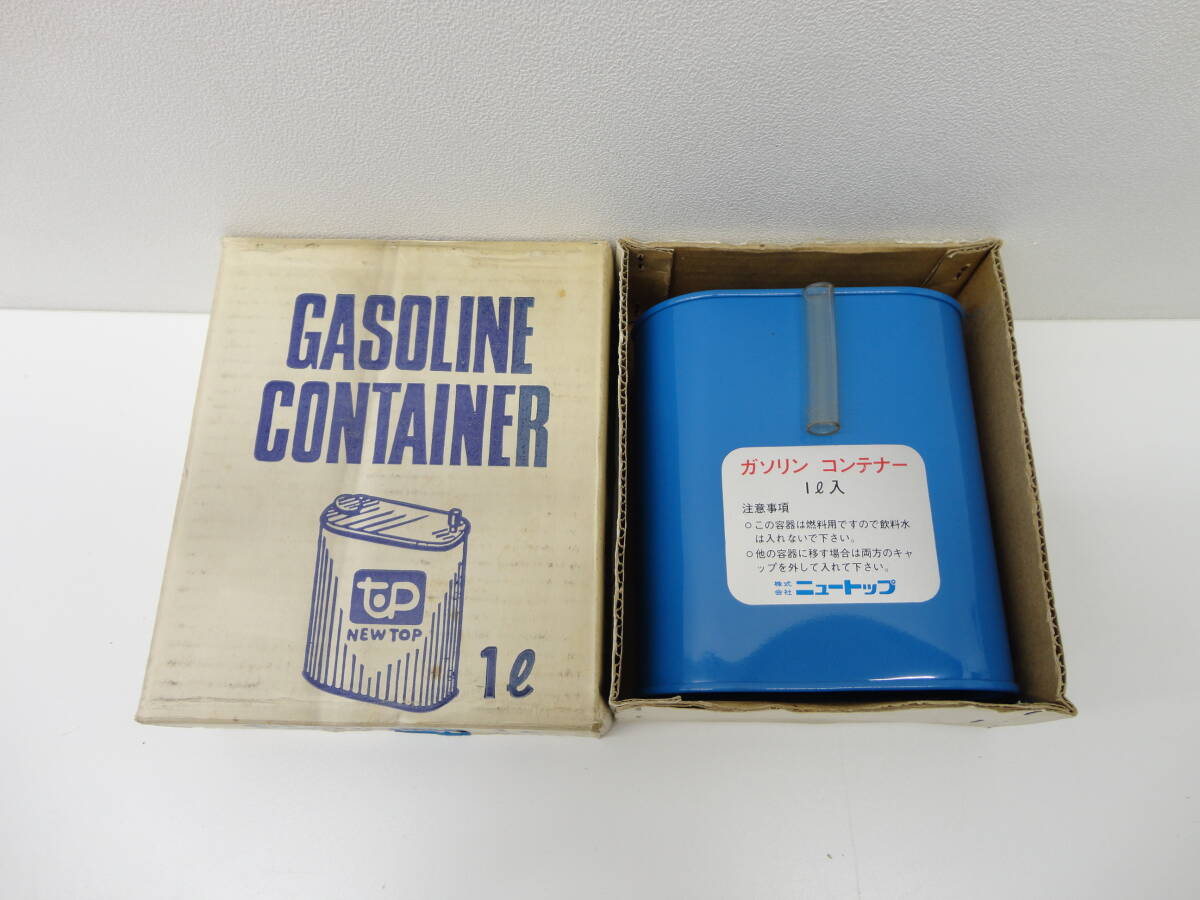 GASOLINE
CONTAINER
top
NEW TOP
1ℓ
ガソリン コンテナー
1ℓ入
注意事項
○この容器は燃料用ですので飲料水
は入れないで下さい。
○他の容器に移す場合は両方のキャ
ップを外して入れて下さい。
株式会社 ニュートップ